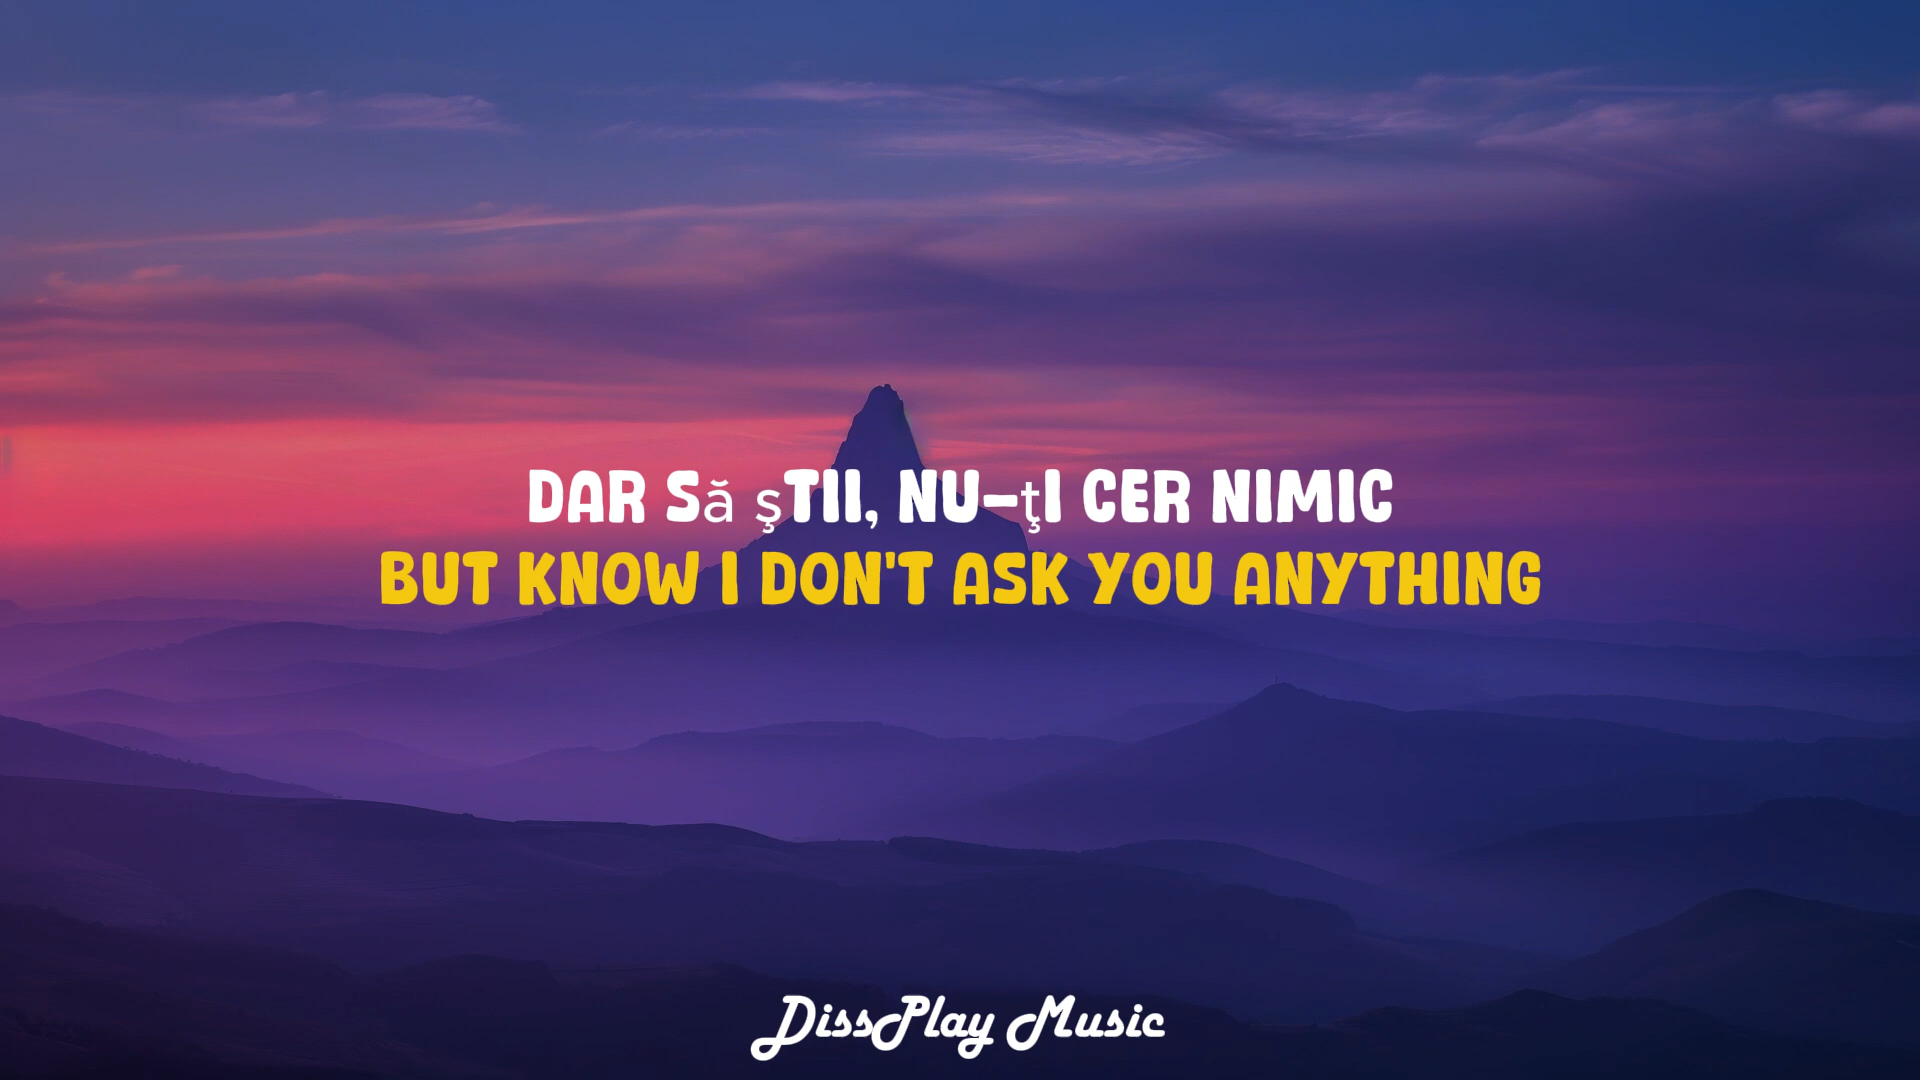 DAR Să şTII, NU-ţI CER NIMIC
BUT KNOW I DON'T ASK YOU ANYTHING
DissPlay Music